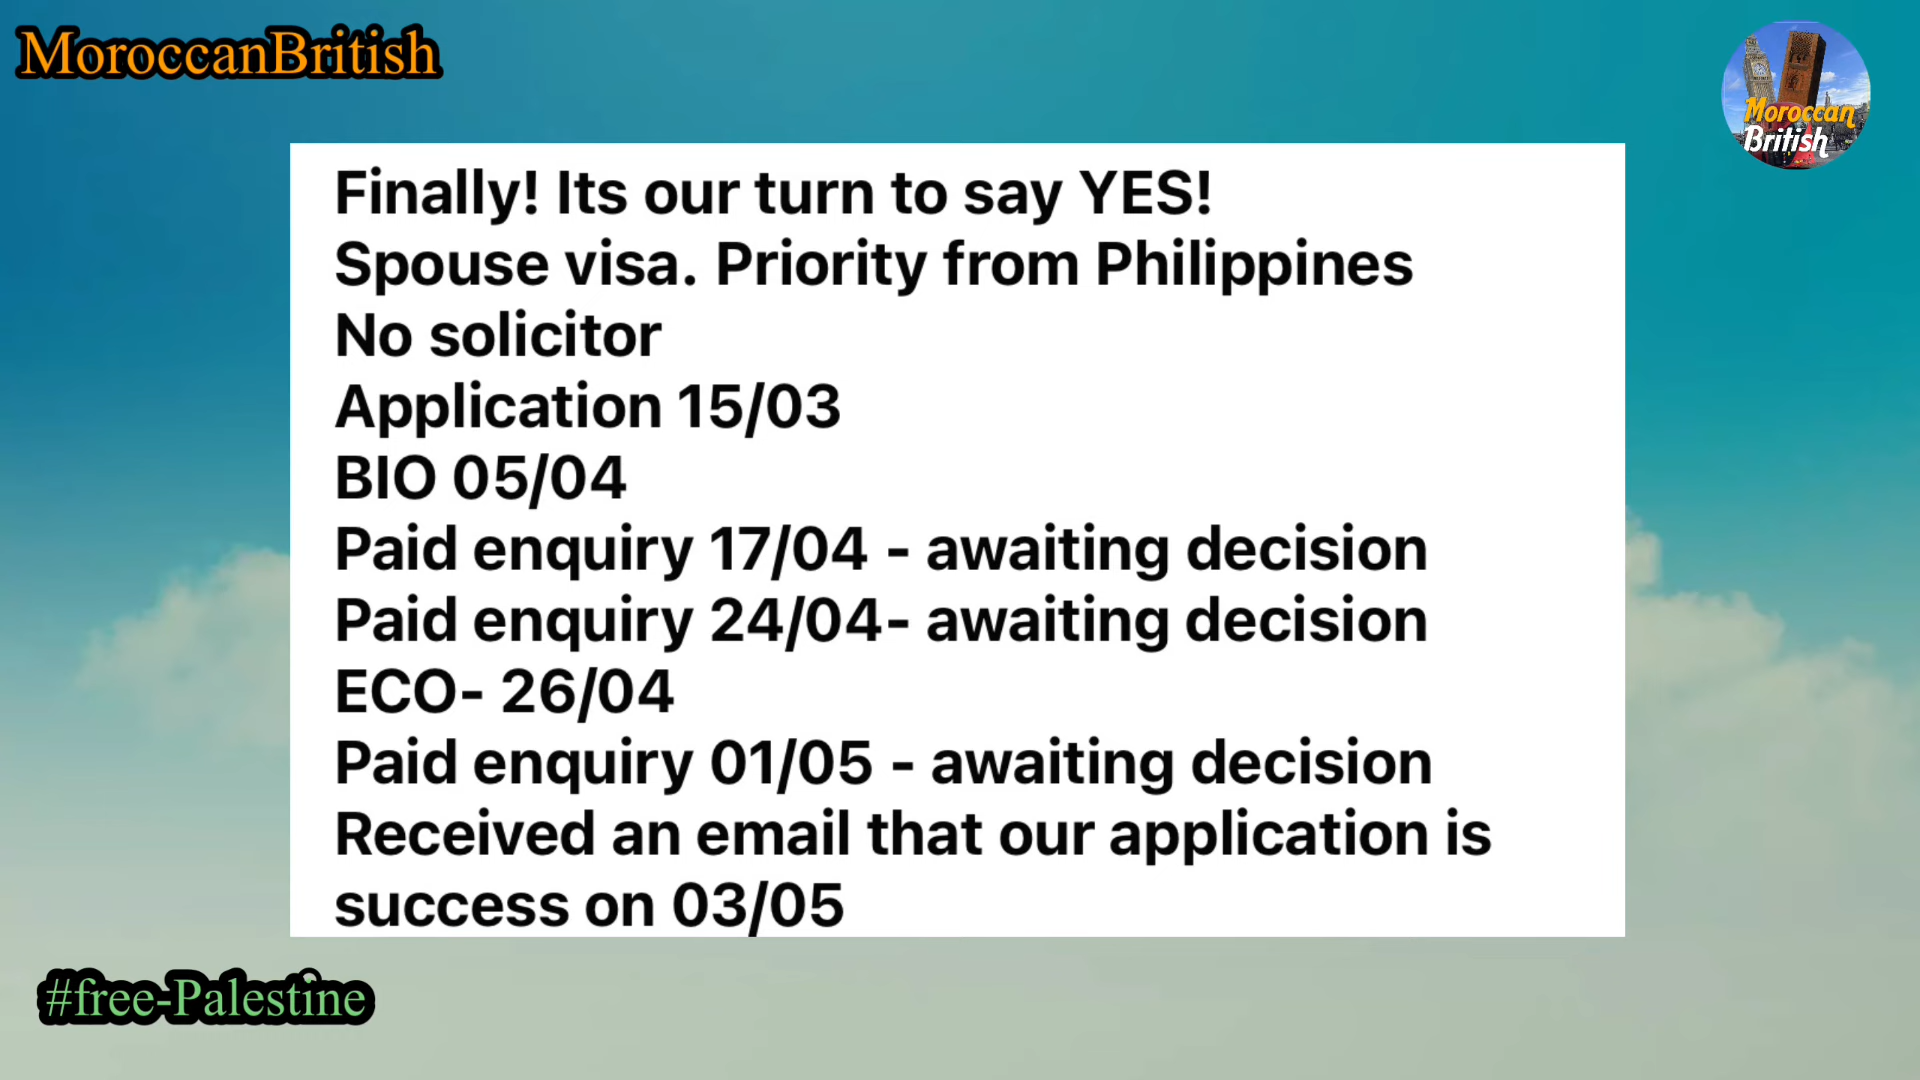 MoroccanBritish
Moroccan
British
Finally! Its our turn to say YES!
Spouse visa. Priority from Philippines
No solicitor
Application 15/03
BIO 05/04
Paid enquiry 17/04 - awaiting decision
Paid enquiry 24/04- awaiting decision
ECO- 26/04
Paid enquiry 01/05 - awaiting decision
Received an email that our application is
success on 03/05
#free-Palestine